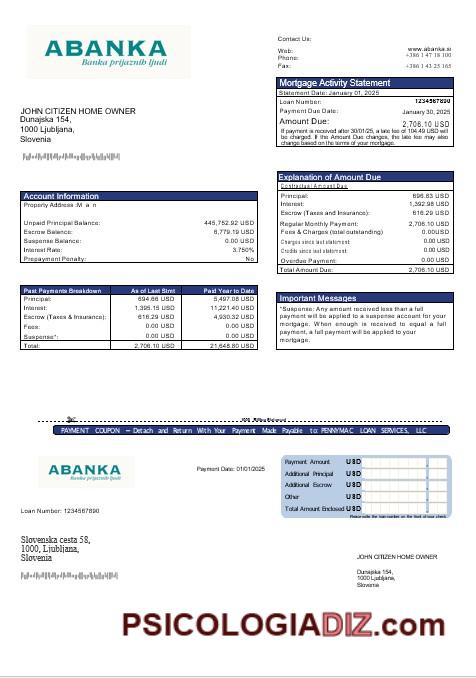 ABANKA
Banka prijaznih ljudi
Contact Us:
Web: www.abanka.si
Phone: +386 1 47 18 100
Fax: +386 1 43 25 165
Mortgage Activity Statement
Statement Date: January 01, 2025
Loan Number: 1234567890
Payment Due Date: January 30, 2025
Amount Due: 2,706.10 USD
If payment is received after 30/01/25, a late fee of 104.49 USD will
be charged. If the Amount Due changes, the late fee may also
change based on the terms of your mortgage.
JOHN CITIZEN HOME OWNER
Dunajska 154,
1000 Ljubljana,
Slovenia
Explanation of Amount Due
Contractual Amount Due
Principal: 696.63 USD
Interest: 1,392.98 USD
Escrow (Taxes and Insurance): 616.29 USD
Regular Monthly Payment: 2,706.10 USD
Fees & Charges (total outstanding) 0.00USD
Charges since last statement: 0.00 USD
Credits since last statement: 0.00 USD
Overdue Payment: 0.00 USD
Total Amount Due: 2,706.10 USD
Account Information
Property Address :M a n
Unpaid Principal Balance: 445,752.92 USD
Escrow Balance: 6,779.19 USD
Suspense Balance: 0.00 USD
Interest Rate: 3.750%
Prepayment Penalty: No
Past Payments Breakdown As of Last Stmt Paid Year to Date
Principal: 694.66 USD 5,497.08 USD
Interest: 1,395.15 USD 11,221.40 USD
Escrow (Taxes & Insurance): 616.29 USD 4,930.32 USD
Fees: 0.00 USD 0.00 USD
Suspense*: 0.00 USD 0.00 USD
Total: 2,706.10 USD 21,648.80 USD
Important Messages
*Suspense: Any amount received less than a full
payment will be applied to a suspense account for your
mortgage. When enough is received to equal a full
payment, a full payment will be applied to your
mortgage.
PAYMENT COUPON – Detach and Return With Your Payment Made Payable to: PENNYMAC LOAN SERVICES, LLC
ABANKA
Banka prijaznih ljudi
Payment Date: 01/01/2025
Payment Amount USD
Additional Principal USD
Additional Escrow USD
Other USD
Total Amount Enclosed USD
Loan Number: 1234567890
Slovenska cesta 58,
1000, Ljubljana,
Slovenia
JOHN CITIZEN HOME OWNER
Dunajska 154,
1000 Ljubljana,
Slovenia
PSICOLOGIADIZ.com